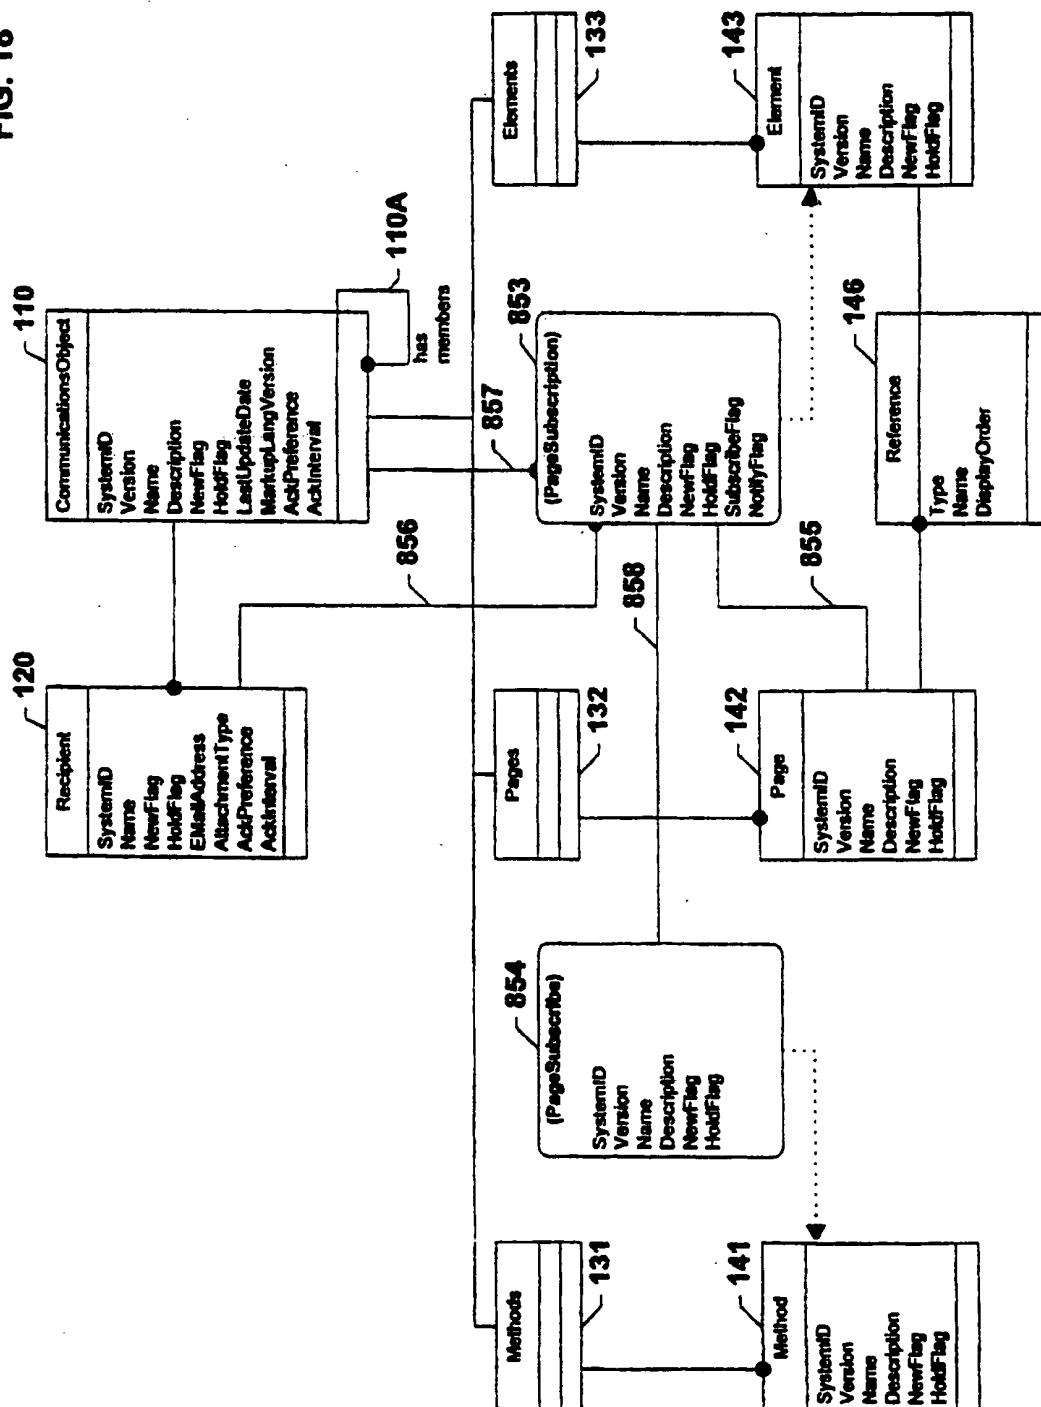 FIG. 18
110
CommunicationsObject
SystemID
Version
Name
Description
NewFlag
HoldFlag
LastUpdateDate
MarkupLangVersion
AckPreference
AckInterval
110A
has
members
120
Recipient
SystemID
Name
NewFlag
HoldFlag
EMailAddress
AttachmentType
AckPreference
AckInterval
856
857
Methods
131
Pages
132
Elements
133
854
(PageSubscribe)
SystemID
Version
Name
Description
NewFlag
HoldFlag
858
853
(PageSubscription)
SystemID
Version
Name
Description
NewFlag
HoldFlag
SubscribeFlag
NotifyFlag
855
141
Method
SystemID
Version
Name
Description
NewFlag
HoldFlag
142
Page
SystemID
Version
Name
Description
NewFlag
HoldFlag
146
Reference
Type
Name
DisplayOrder
143
Element
SystemID
Version
Name
Description
NewFlag
HoldFlag